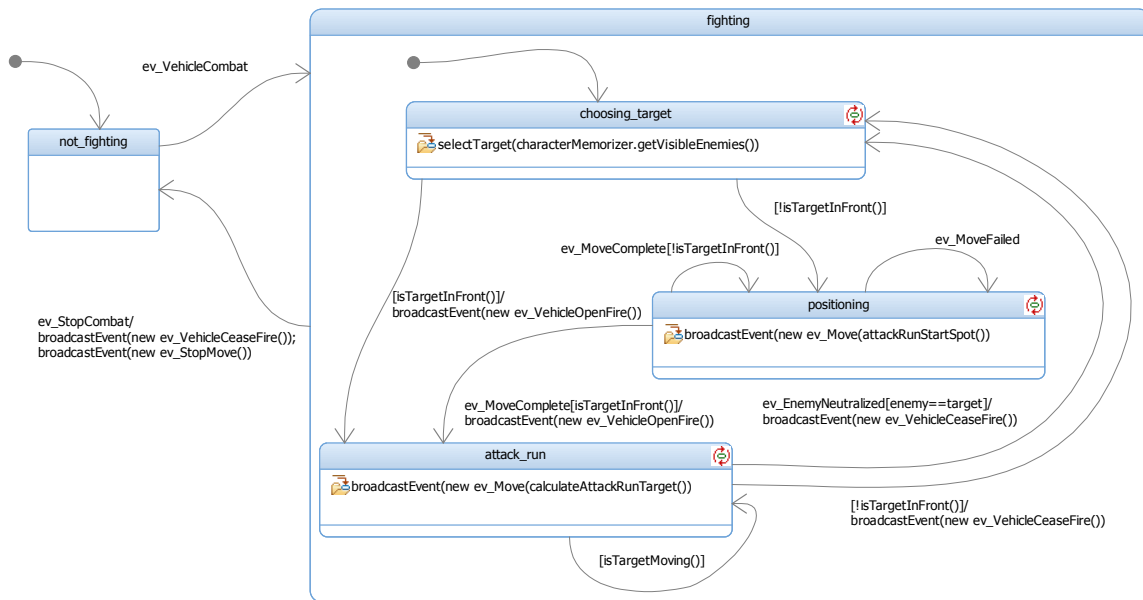 fighting
ev_VehicleCombat
choosing_target
not_fighting
selectTarget(characterMemorizer.getVisibleEnemies())
[!isTargetInFront()]
ev_MoveComplete[!isTargetInFront()]
ev_MoveFailed
[isTargetInFront()]/
broadcastEvent(new ev_VehicleOpenFire())
positioning
broadcastEvent(new ev_Move(attackRunStartSpot())
ev_StopCombat/
broadcastEvent(new ev_VehicleCeaseFire());
broadcastEvent(new ev_StopMove())
ev_MoveComplete[isTargetInFront()]/
broadcastEvent(new ev_VehicleOpenFire())
ev_EnemyNeutralized[enemy==target]/
broadcastEvent(new ev_VehicleCeaseFire())
attack_run
broadcastEvent(new ev_Move(calculateAttackRunTarget())
[!isTargetInFront()]/
broadcastEvent(new ev_VehicleCeaseFire())
[isTargetMoving()]